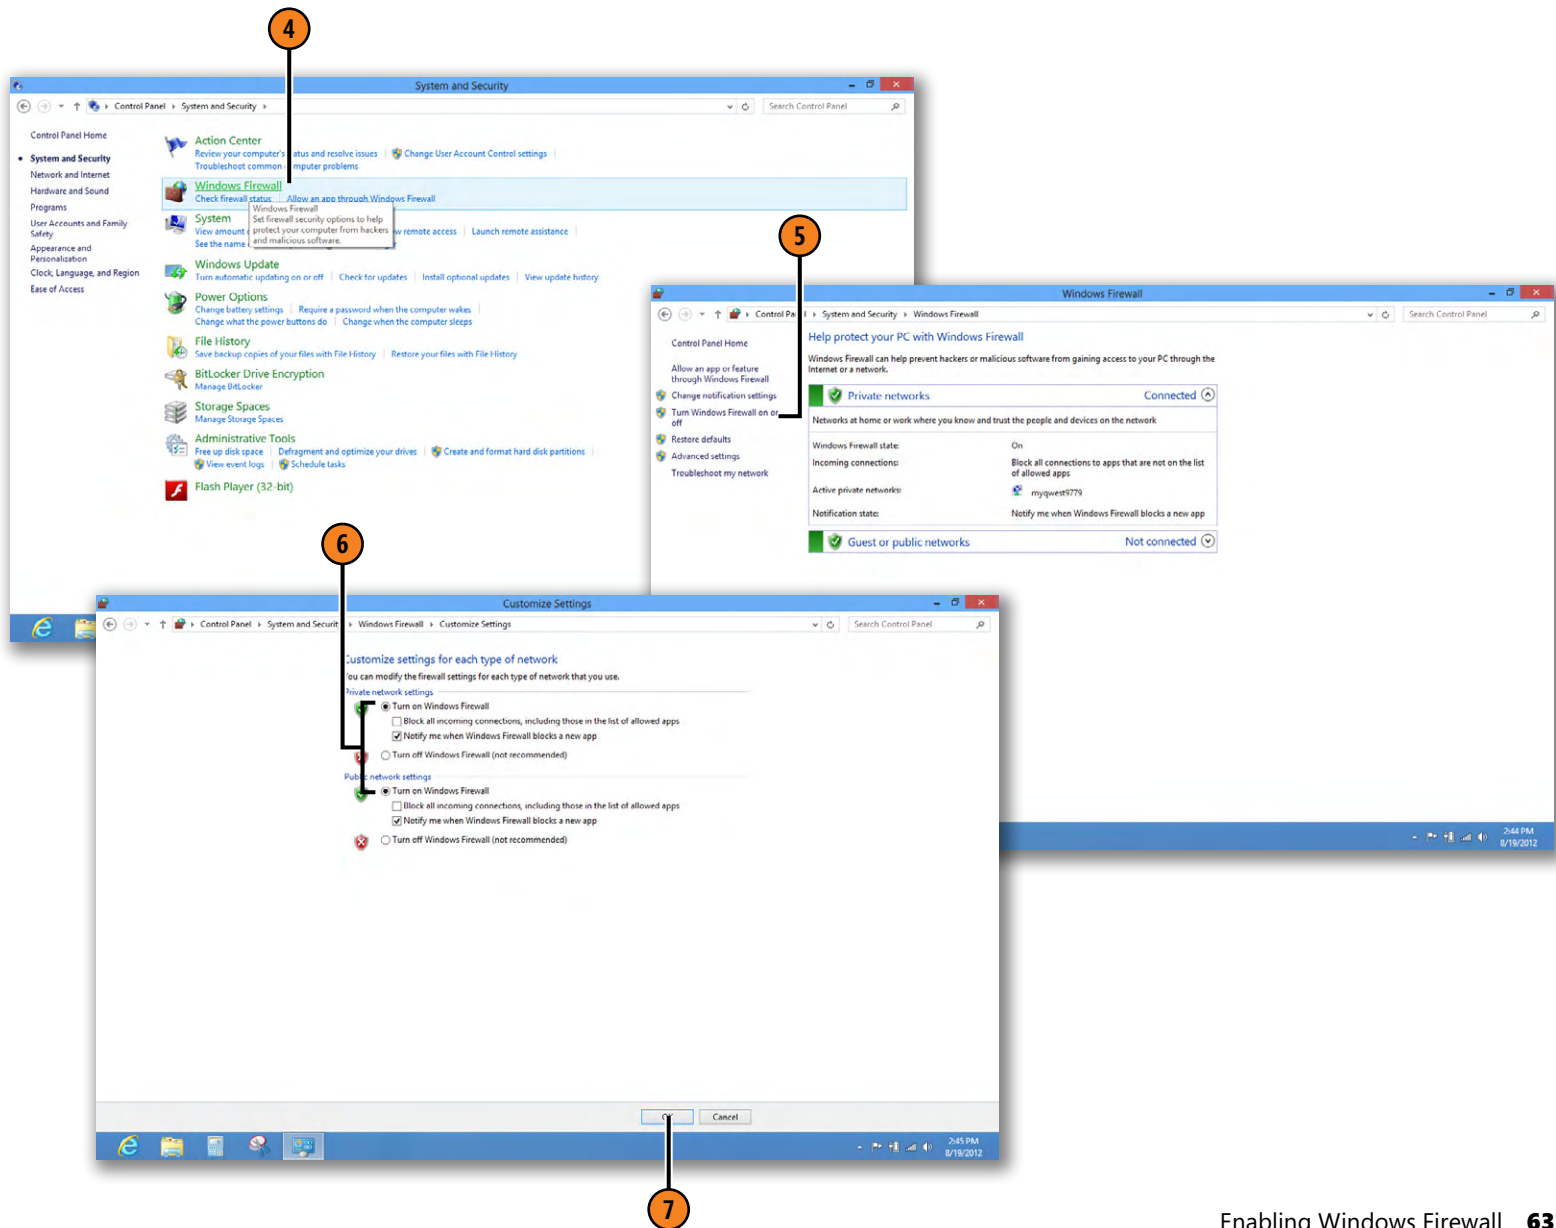 4
System and Security
Control Panel ▸ System and Security ▸
Search Control Panel
Control Panel Home
System and Security
Network and Internet
Hardware and Sound
Programs
User Accounts and Family
Safety
Appearance and
Personalization
Clock, Language, and Region
Ease of Access
Action Center
Review your computer's status and resolve issues
Change User Account Control settings
Troubleshoot common computer problems
Windows Firewall
Check firewall status
Allow an app through Windows Firewall
Windows Firewall
Set firewall security options to help
protect your computer from hackers
and malicious software.
System
View amount
remote access
Launch remote assistance
See the name
Windows Update
Turn automatic updating on or off
Check for updates
Install optional updates
View update history
Power Options
Change battery settings
Require a password when the computer wakes
Change what the power buttons do
Change when the computer sleeps
File History
Save backup copies of your files with File History
Restore your files with File History
BitLocker Drive Encryption
Manage BitLocker
Storage Spaces
Manage Storage Spaces
Administrative Tools
Free up disk space
Defragment and optimize your drives
Create and format hard disk partitions
View event logs
Schedule tasks
Flash Player (32-bit)
5
Windows Firewall
Control Pa ▸ System and Security ▸ Windows Firewall
Search Control Panel
Control Panel Home
Allow an app or feature
through Windows Firewall
Change notification settings
Turn Windows Firewall on or
off
Restore defaults
Advanced settings
Troubleshoot my network
Help protect your PC with Windows Firewall
Windows Firewall can help prevent hackers or malicious software from gaining access to your PC through the
Internet or a network.
Private networks
Connected
Networks at home or work where you know and trust the people and devices on the network
Windows Firewall state:
On
Incoming connections:
Block all connections to apps that are not on the list
of allowed apps
Active private networks:
myqwest9779
Notification state:
Notify me when Windows Firewall blocks a new app
Guest or public networks
Not connected
2:44 PM
8/19/2012
6
Customize Settings
Control Panel ▸ System and Securit ▸ Windows Firewall ▸ Customize Settings
Search Control Panel
Customize settings for each type of network
You can modify the firewall settings for each type of network that you use.
Private network settings
Turn on Windows Firewall
Block all incoming connections, including those in the list of allowed apps
Notify me when Windows Firewall blocks a new app
Turn off Windows Firewall (not recommended)
Public network settings
Turn on Windows Firewall
Block all incoming connections, including those in the list of allowed apps
Notify me when Windows Firewall blocks a new app
Turn off Windows Firewall (not recommended)
OK
Cancel
2:45 PM
8/19/2012
7
Enabling Windows Firewall 63